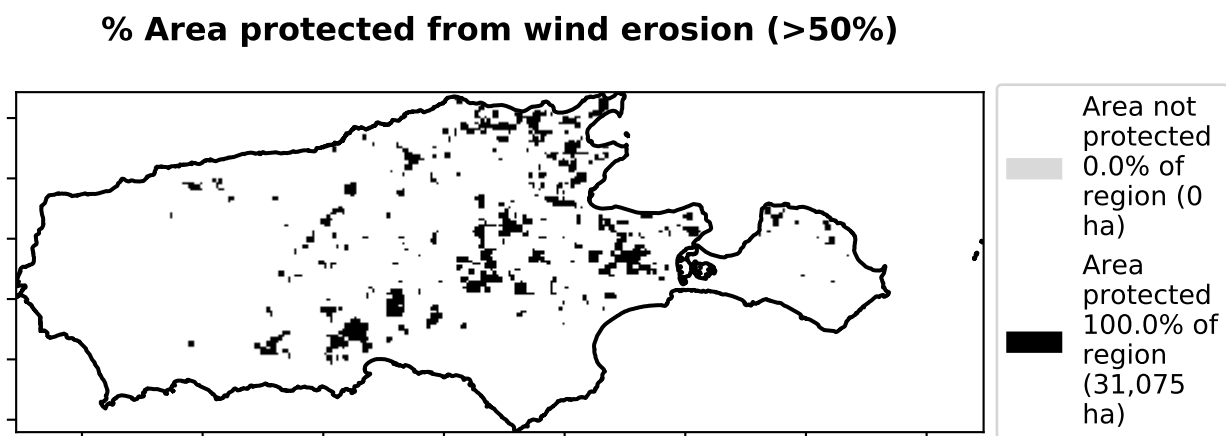 % Area protected from wind erosion (>50%)
Area not
protected
0.0% of
region (0
ha)
Area
protected
100.0% of
region
(31,075
ha)